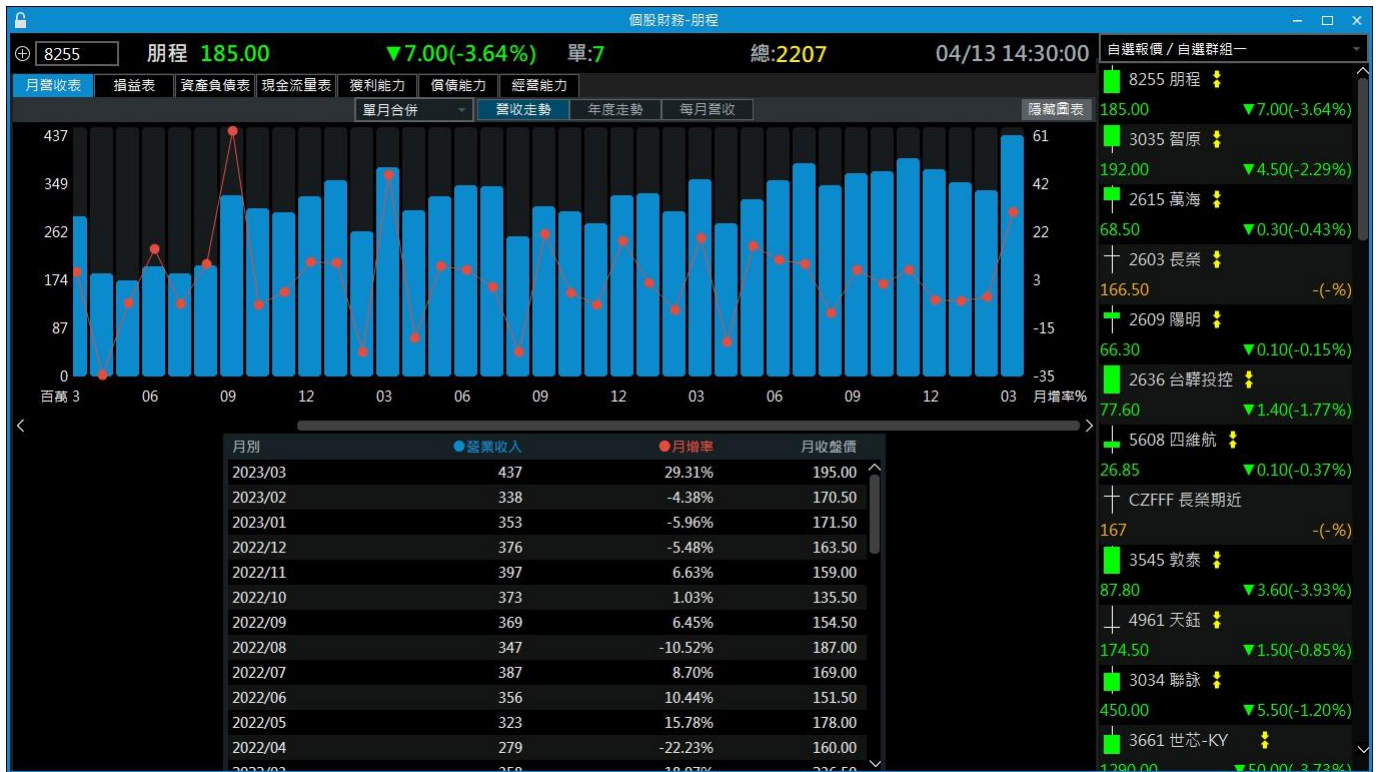 個股財務-朋程
8255 朋程 185.00 ▼7.00(-3.64%) 單:7 總:2207 04/13 14:30:00
月營收表 損益表 資產負債表 現金流量表 獲利能力 償債能力 經營能力
單月合併 營收走勢 年度走勢 每月營收 隱藏圖表
437 61
349 42
262 22
174 3
87 -15
0 -35
百萬 3 06 09 12 03 06 09 12 03 06 09 12 03 月增率%
月別 ●營業收入 ●月增率 月收盤價
2023/03 437 29.31% 195.00
2023/02 338 -4.38% 170.50
2023/01 353 -5.96% 171.50
2022/12 376 -5.48% 163.50
2022/11 397 6.63% 159.00
2022/10 373 1.03% 135.50
2022/09 369 6.45% 154.50
2022/08 347 -10.52% 187.00
2022/07 387 8.70% 169.00
2022/06 356 10.44% 151.50
2022/05 323 15.78% 178.00
2022/04 279 -22.23% 160.00
自選報價 / 自選群組一
8255 朋程
185.00 ▼7.00(-3.64%)
3035 智原
192.00 ▼4.50(-2.29%)
2615 萬海
68.50 ▼0.30(-0.43%)
2603 長榮
166.50 -(-%)
2609 陽明
66.30 ▼0.10(-0.15%)
2636 台驊投控
77.60 ▼1.40(-1.77%)
5608 四維航
26.85 ▼0.10(-0.37%)
CZFFF 長榮期近
167 -(-%)
3545 敦泰
87.80 ▼3.60(-3.93%)
4961 天鈺
174.50 ▼1.50(-0.85%)
3034 聯詠
450.00 ▼5.50(-1.20%)
3661 世芯-KY
1290.00 ▼50.00(-3.73%)